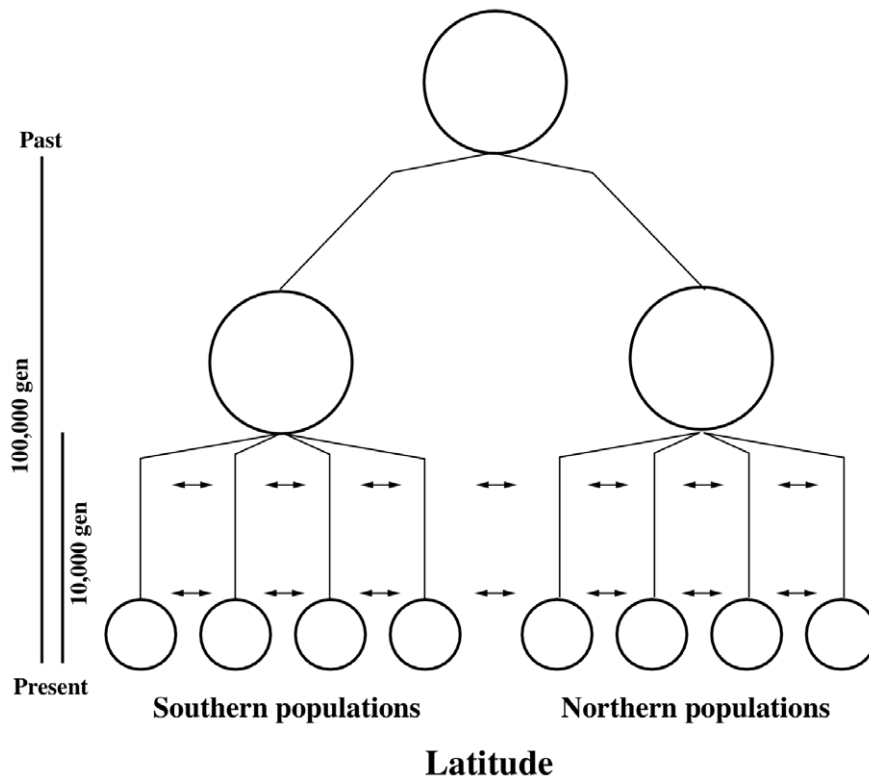 Past
100,000 gen
10,000 gen
Present
Southern populations
Northern populations
Latitude